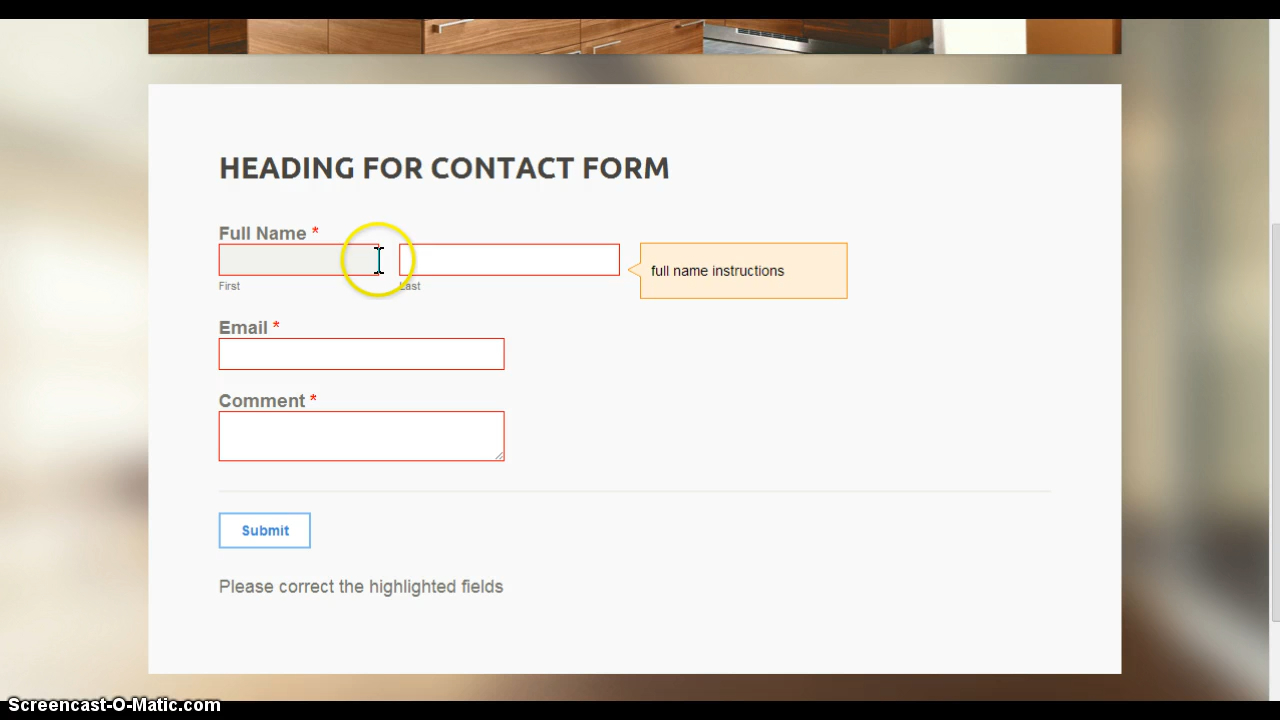 HEADING FOR CONTACT FORM
Full Name *
full name instructions
First Last
Email *
Comment *
Submit
Please correct the highlighted fields
Screencast-O-Matic.com